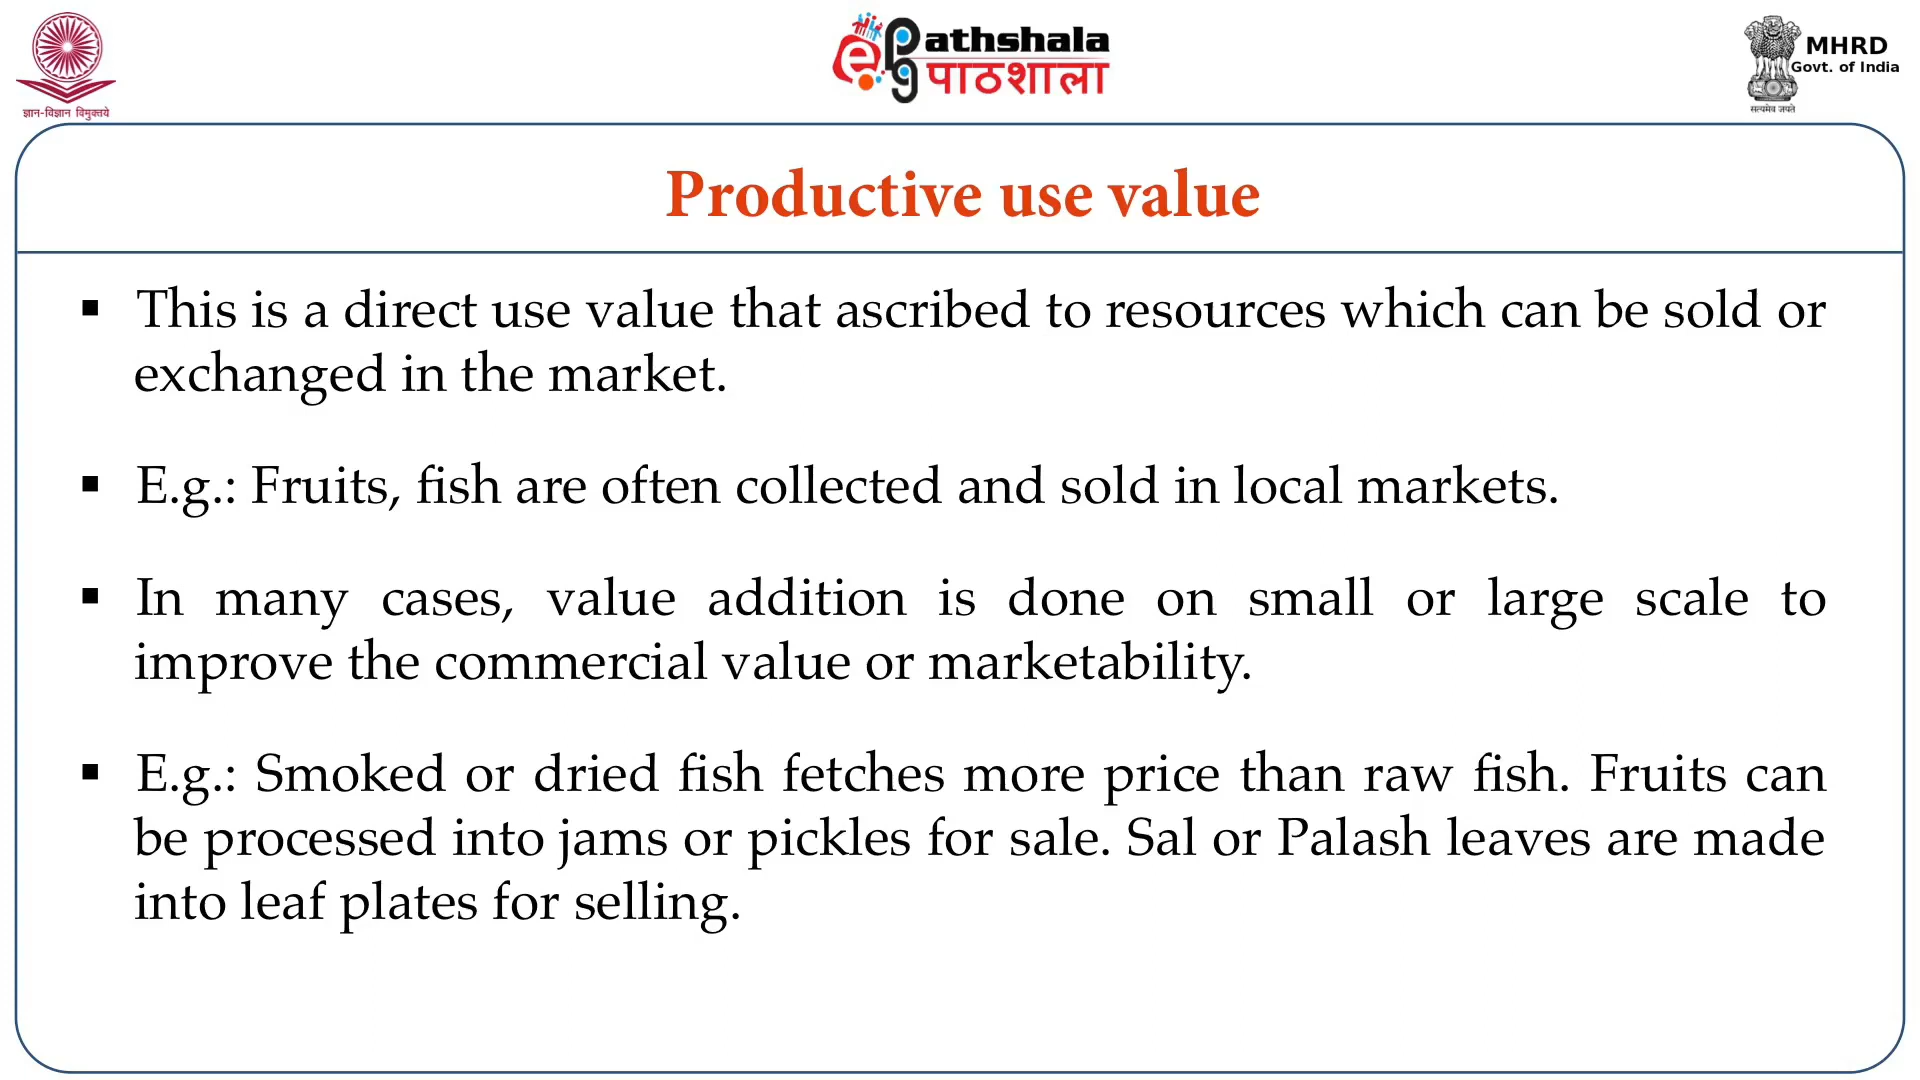 ज्ञान-विज्ञान विमुक्तये
e pg Pathshala
पाठशाला
सत्यमेव जयते
MHRD
Govt. of India
Productive use value
▪ This is a direct use value that ascribed to resources which can be sold or
exchanged in the market.
▪ E.g.: Fruits, fish are often collected and sold in local markets.
▪ In many cases, value addition is done on small or large scale to
improve the commercial value or marketability.
▪ E.g.: Smoked or dried fish fetches more price than raw fish. Fruits can
be processed into jams or pickles for sale. Sal or Palash leaves are made
into leaf plates for selling.